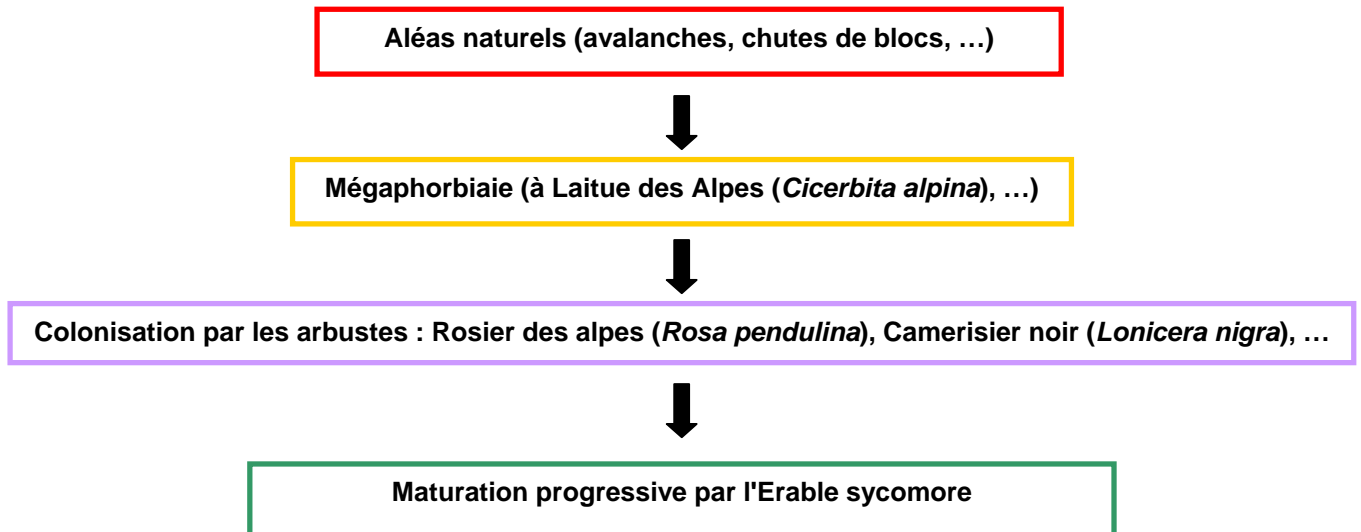 Aléas naturels (avalanches, chutes de blocs, …)
Mégaphorbiaie (à Laitue des Alpes (Cicerbita alpina), …)
Colonisation par les arbustes : Rosier des alpes (Rosa pendulina), Camerisier noir (Lonicera nigra), …
Maturation progressive par l'Erable sycomore